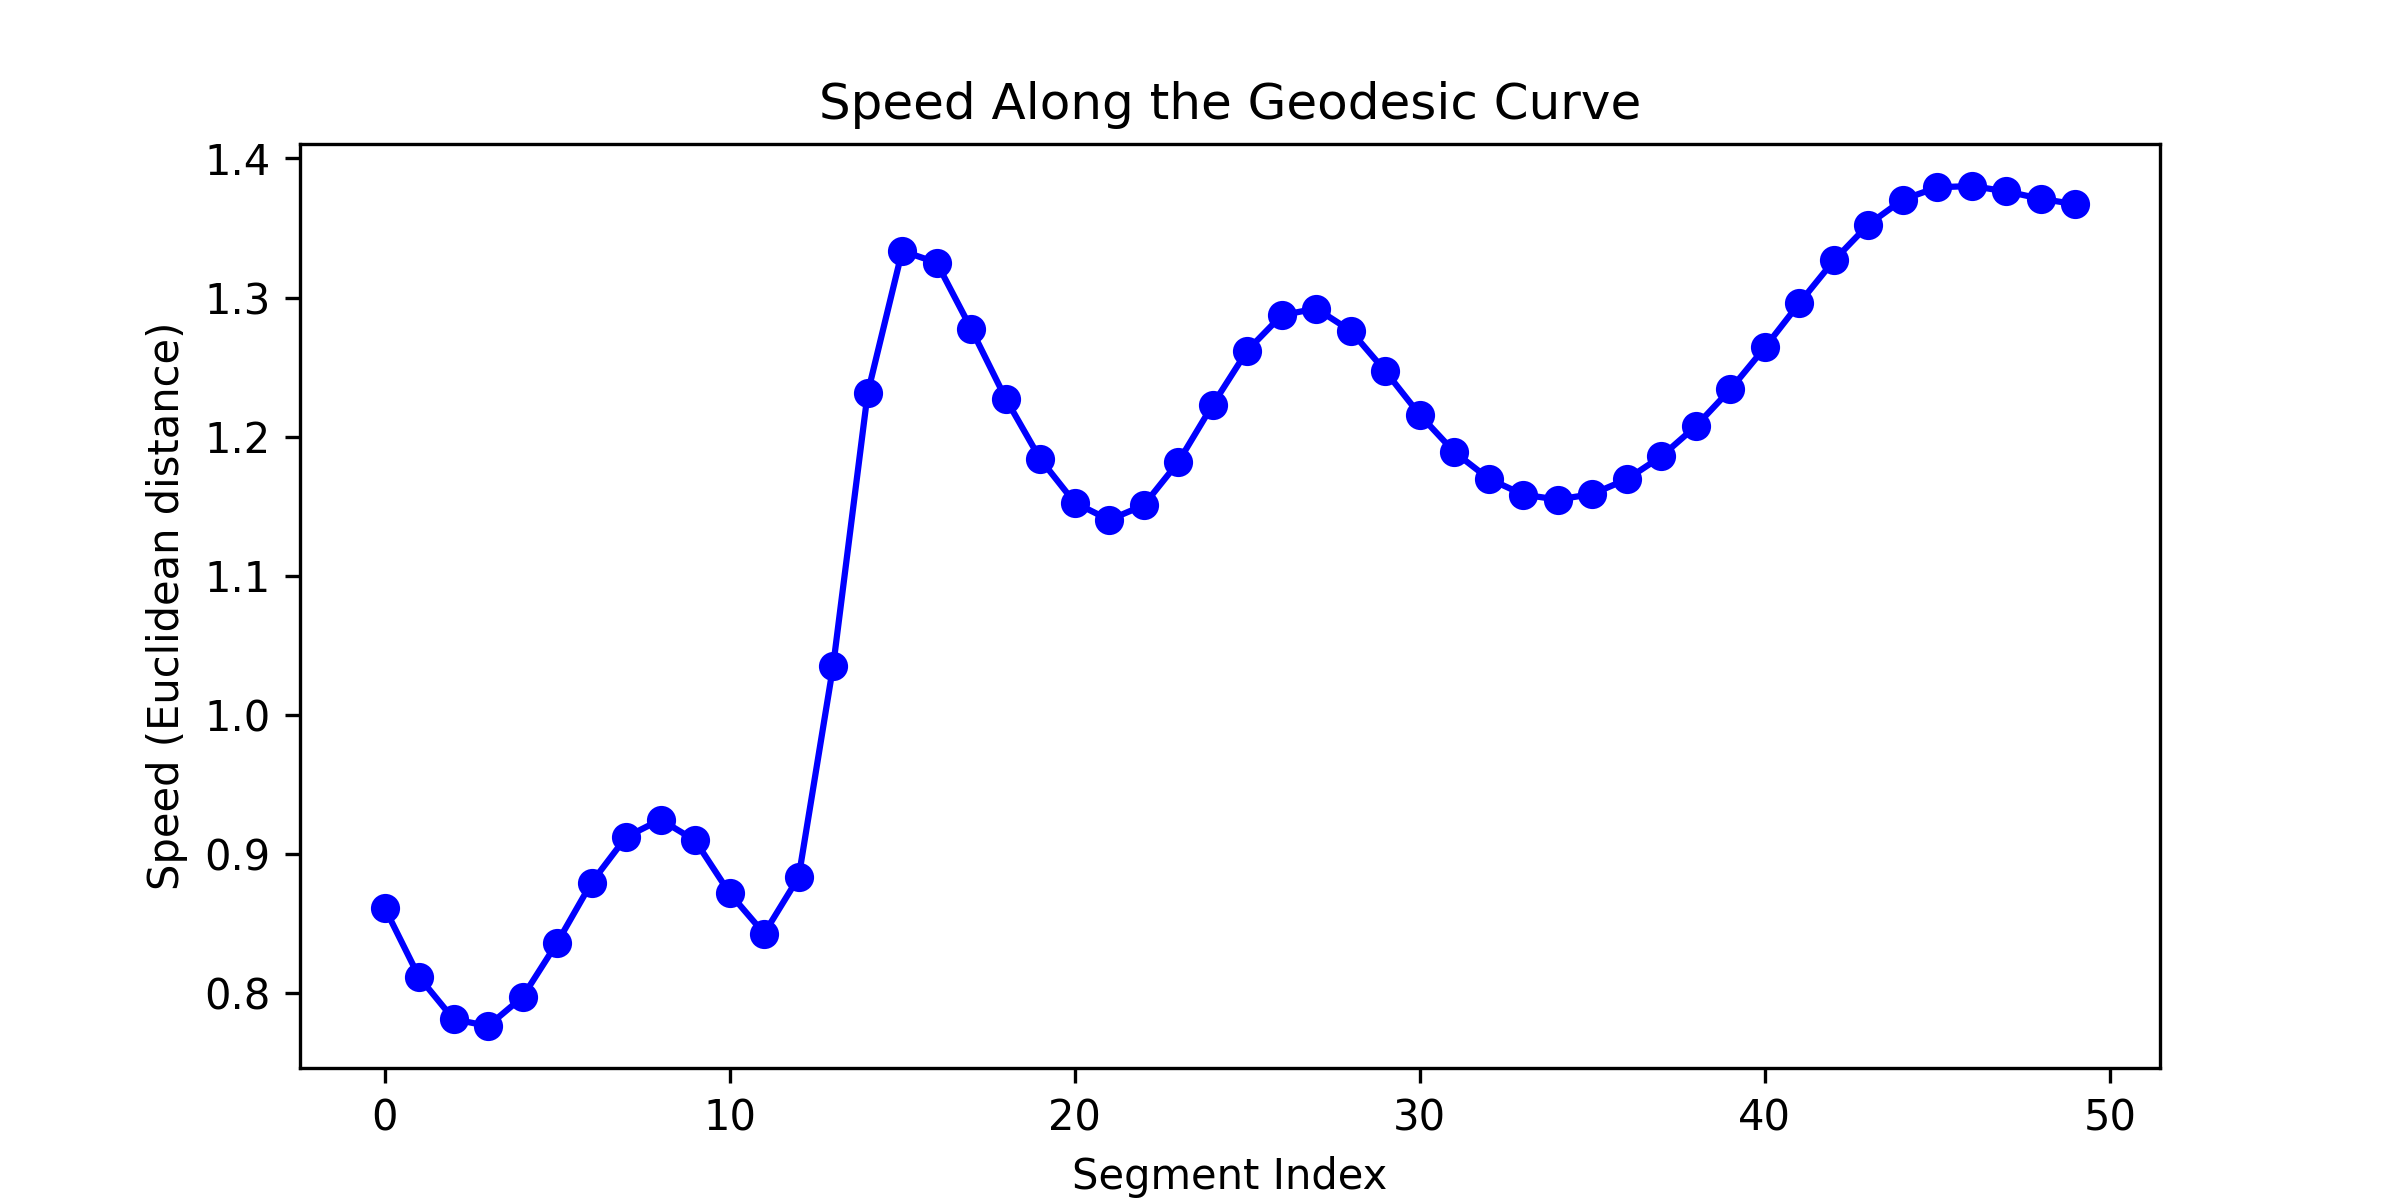 Speed Along the Geodesic Curve
Speed (Euclidean distance)
1.4
1.3
1.2
1.1
1.0
0.9
0.8
0 10 20 30 40 50
Segment Index